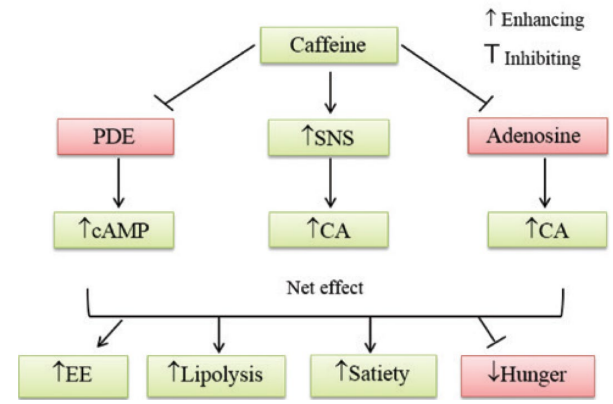 Caffeine
↑ Enhancing
⊤ Inhibiting
PDE
↑SNS
Adenosine
↑cAMP
↑CA
↑CA
Net effect
↑EE
↑Lipolysis
↑Satiety
↓Hunger